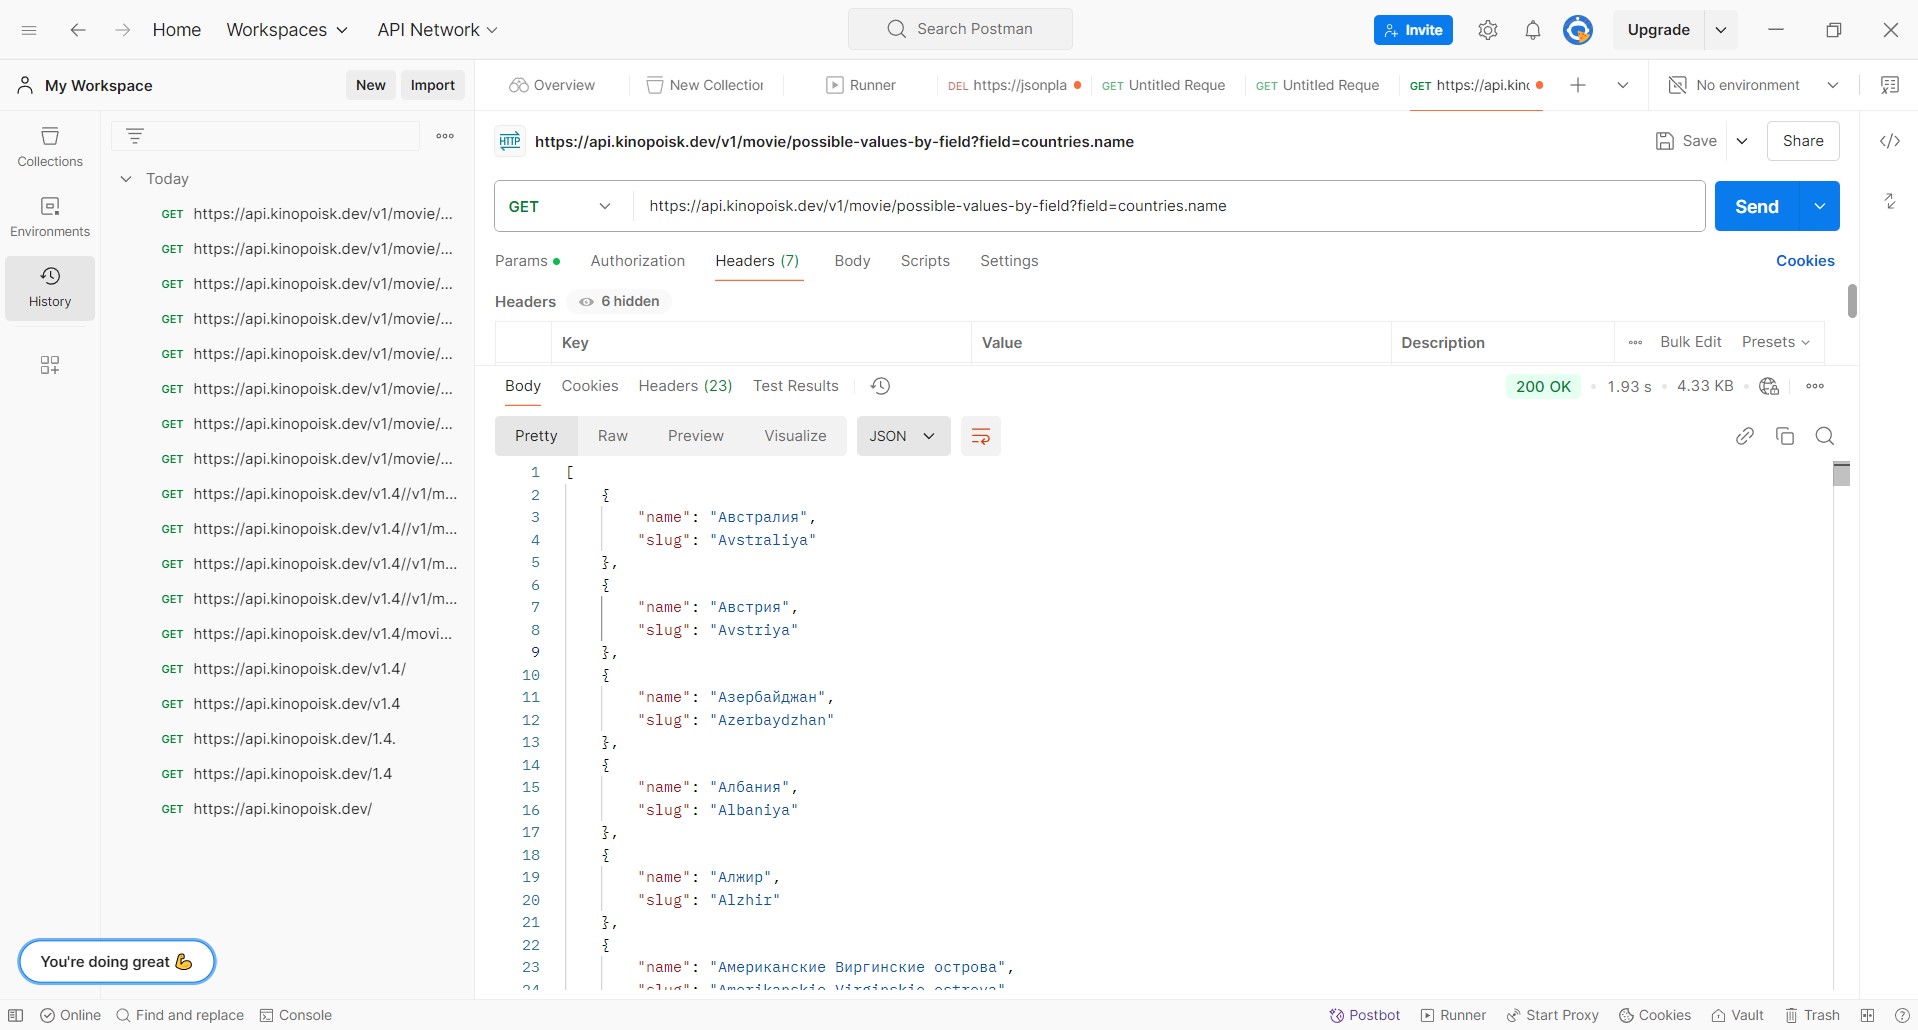 Home Workspaces API Network Search Postman Invite Upgrade
My Workspace New Import Overview New Collection Runner DEL https://jsonpla GET Untitled Reque GET Untitled Reque GET https://api.kin No environment
Collections
Environments
History
Today
GET https://api.kinopoisk.dev/v1/movie/...
GET https://api.kinopoisk.dev/v1/movie/...
GET https://api.kinopoisk.dev/v1/movie/...
GET https://api.kinopoisk.dev/v1/movie/...
GET https://api.kinopoisk.dev/v1/movie/...
GET https://api.kinopoisk.dev/v1/movie/...
GET https://api.kinopoisk.dev/v1/movie/...
GET https://api.kinopoisk.dev/v1/movie/...
GET https://api.kinopoisk.dev/v1.4//v1/m...
GET https://api.kinopoisk.dev/v1.4//v1/m...
GET https://api.kinopoisk.dev/v1.4//v1/m...
GET https://api.kinopoisk.dev/v1.4//v1/m...
GET https://api.kinopoisk.dev/v1.4/movi...
GET https://api.kinopoisk.dev/v1.4/
GET https://api.kinopoisk.dev/v1.4
GET https://api.kinopoisk.dev/1.4.
GET https://api.kinopoisk.dev/1.4
GET https://api.kinopoisk.dev/
You're doing great 💪
HTTP https://api.kinopoisk.dev/v1/movie/possible-values-by-field?field=countries.name Save Share
GET https://api.kinopoisk.dev/v1/movie/possible-values-by-field?field=countries.name Send
Params Authorization Headers (7) Body Scripts Settings Cookies
Headers 6 hidden
Key Value Description Bulk Edit Presets
Body Cookies Headers (23) Test Results 200 OK 1.93 s 4.33 KB
Pretty Raw Preview Visualize JSON
1 [
2 {
3 "name": "Австралия",
4 "slug": "Avstraliya"
5 },
6 {
7 "name": "Австрия",
8 "slug": "Avstriya"
9 },
10 {
11 "name": "Азербайджан",
12 "slug": "Azerbaydzhan"
13 },
14 {
15 "name": "Албания",
16 "slug": "Albaniya"
17 },
18 {
19 "name": "Алжир",
20 "slug": "Alzhir"
21 },
22 {
23 "name": "Американские Виргинские острова",
24 "slug": "Amerikanskie Virginskie ostrova"
Online Find and replace Console Postbot Runner Start Proxy Cookies Vault Trash